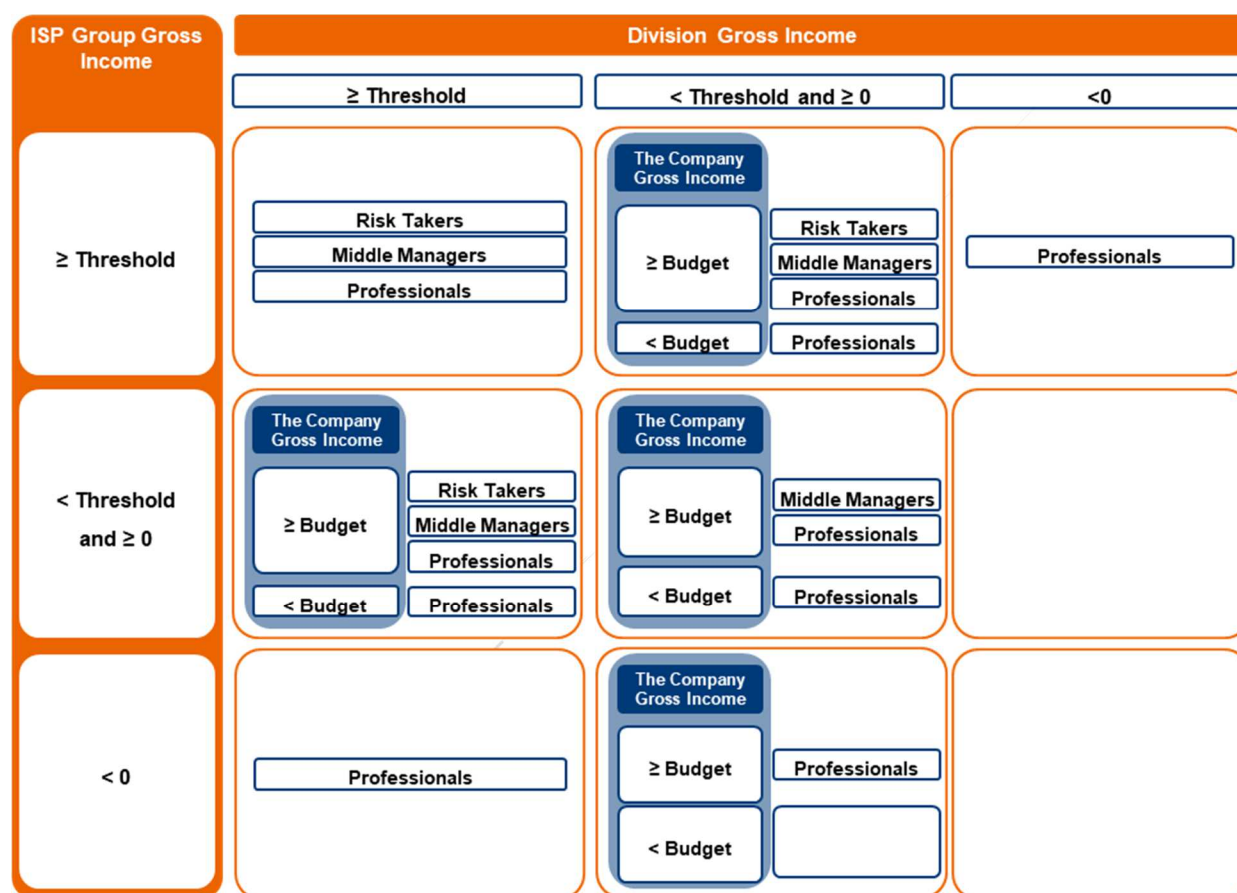 ISP Group Gross
Income
Division Gross Income
≥ Threshold
< Threshold and ≥ 0
<0
≥ Threshold
Risk Takers
Middle Managers
Professionals
The Company
Gross Income
≥ Budget
Risk Takers
Middle Managers
Professionals
< Budget
Professionals
Professionals
< Threshold
and ≥ 0
The Company
Gross Income
≥ Budget
Risk Takers
Middle Managers
Professionals
< Budget
Professionals
The Company
Gross Income
≥ Budget
Middle Managers
Professionals
< Budget
Professionals
< 0
Professionals
The Company
Gross Income
≥ Budget
Professionals
< Budget